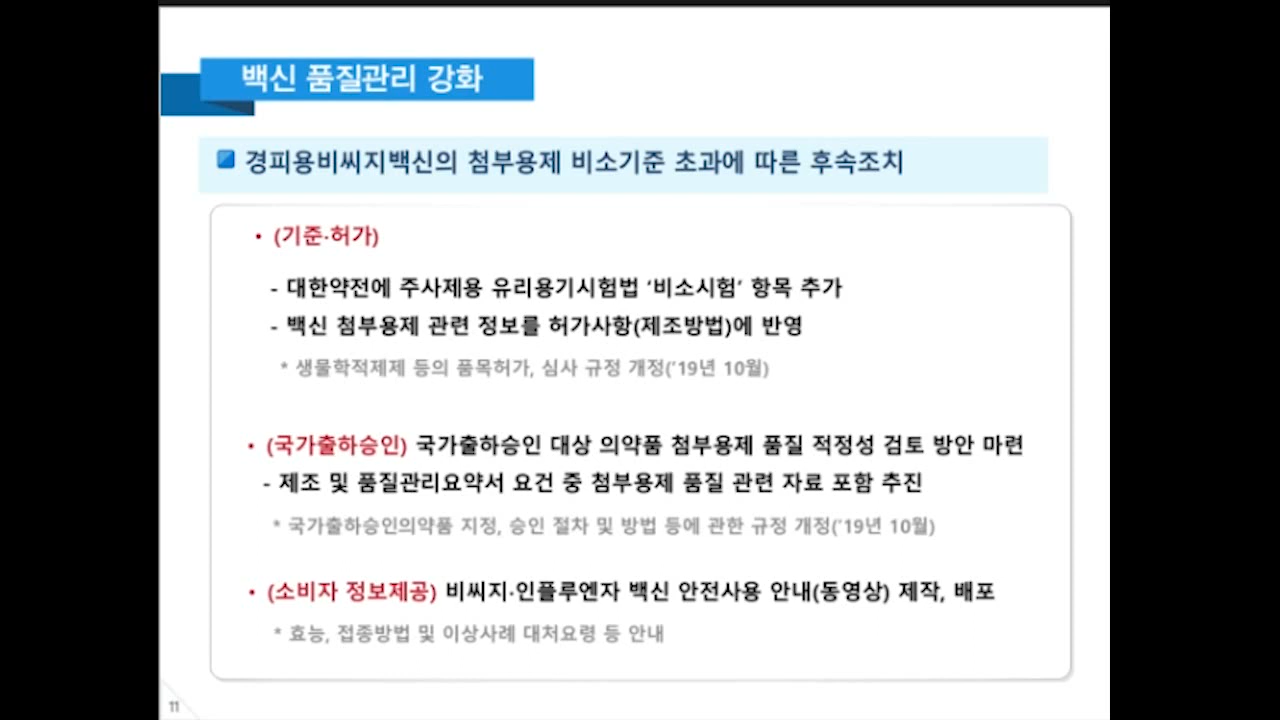 백신 품질관리 강화
경피용비씨지백신의 첨부용제 비소기준 초과에 따른 후속조치
• (기준·허가)
- 대한약전에 주사제용 유리용기시험법 ‘비소시험’ 항목 추가
- 백신 첨부용제 관련 정보를 허가사항(제조방법)에 반영
* 생물학적제제 등의 품목허가, 심사 규정 개정(’19년 10월)
• (국가출하승인) 국가출하승인 대상 의약품 첨부용제 품질 적정성 검토 방안 마련
- 제조 및 품질관리요약서 요건 중 첨부용제 품질 관련 자료 포함 추진
* 국가출하승인의약품 지정, 승인 절차 및 방법 등에 관한 규정 개정(’19년 10월)
• (소비자 정보제공) 비씨지·인플루엔자 백신 안전사용 안내(동영상) 제작, 배포
* 효능, 접종방법 및 이상사례 대처요령 등 안내
11